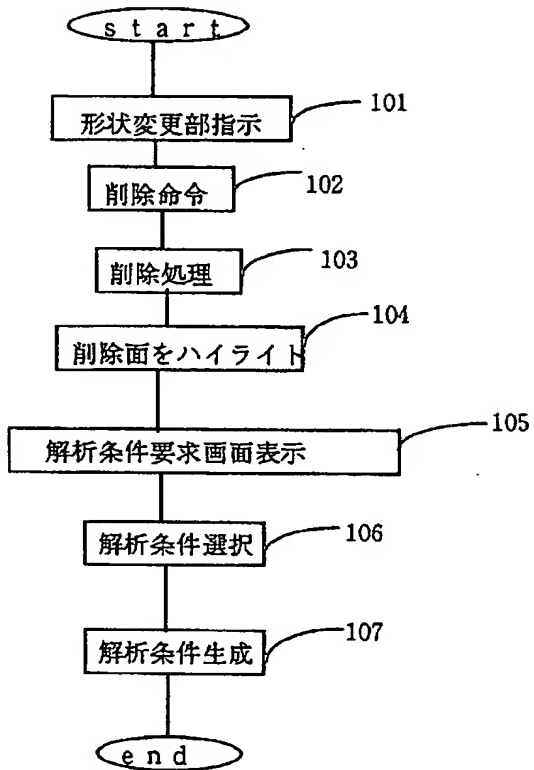 start
形状変更部指示
101
削除命令
102
削除処理
103
削除面をハイライト
104
解析条件要求画面表示
105
解析条件選択
106
解析条件生成
107
end